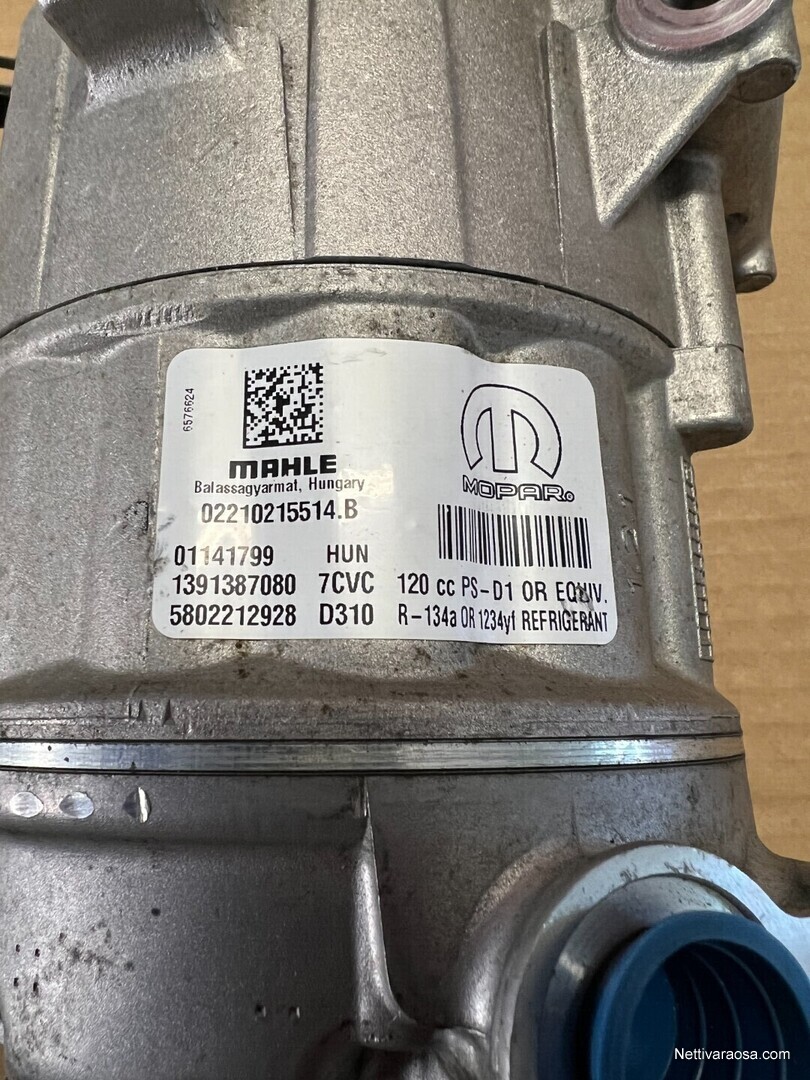 6576624
MAHLE
Balassagyarmat, Hungary
02210215514.B
MOPAR®
01141799 HUN
1391387080 7CVC 120 cc PS-D1 OR EQUIV.
5802212928 D310 R-134a OR 1234yf REFRIGERANT
Nettivaraosa.com